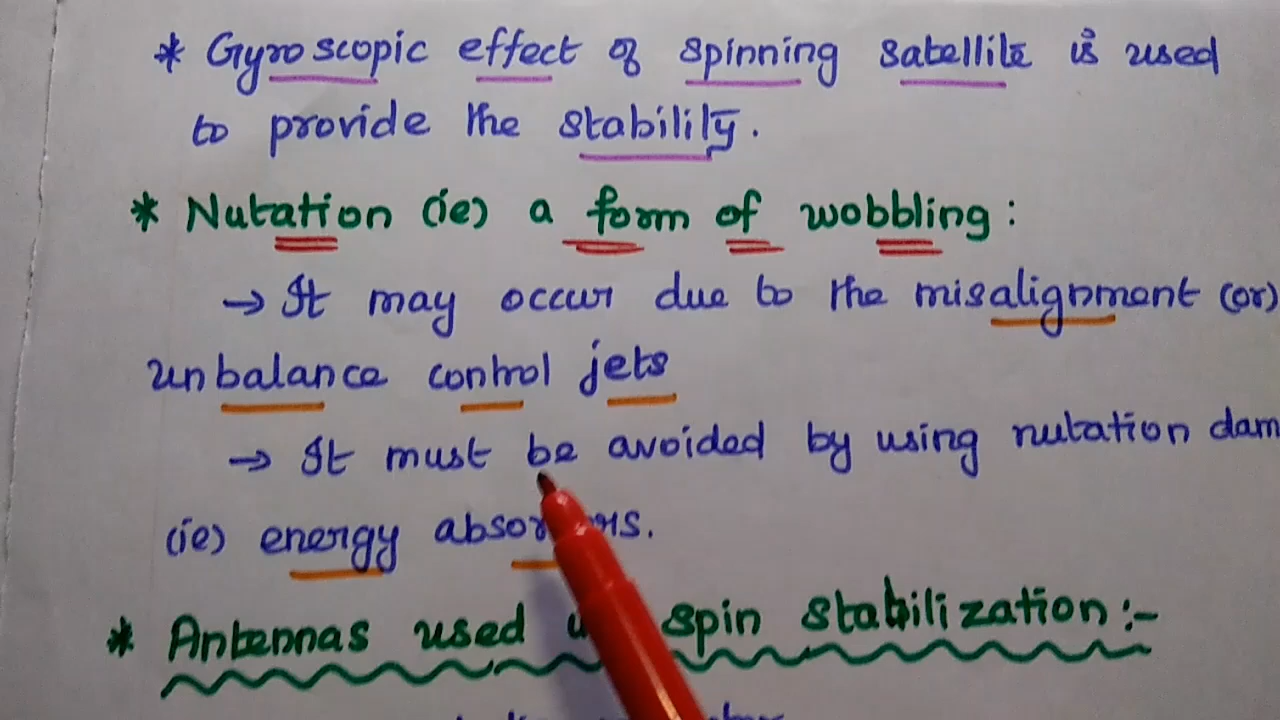 * Gyroscopic effect of spinning satellite is used
to provide the stability.
* Nutation (ie) a form of wobbling :
→ It may occur due to the misalignment (or)
unbalance control jets
→ It must be avoided by using nutation dam
(ie) energy
* Antennas used spin stabilization :-